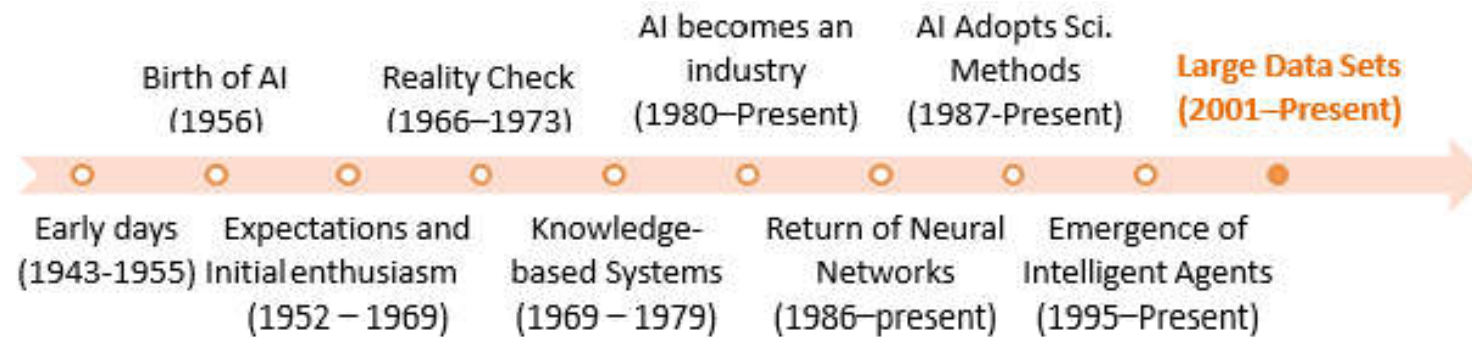 Early days
(1943-1955)
Birth of AI
(1956)
Expectations and
Initial enthusiasm
(1952 – 1969)
Reality Check
(1966–1973)
Knowledge-
based Systems
(1969 – 1979)
AI becomes an
industry
(1980–Present)
Return of Neural
Networks
(1986–present)
AI Adopts Sci.
Methods
(1987-Present)
Emergence of
Intelligent Agents
(1995–Present)
Large Data Sets
(2001–Present)